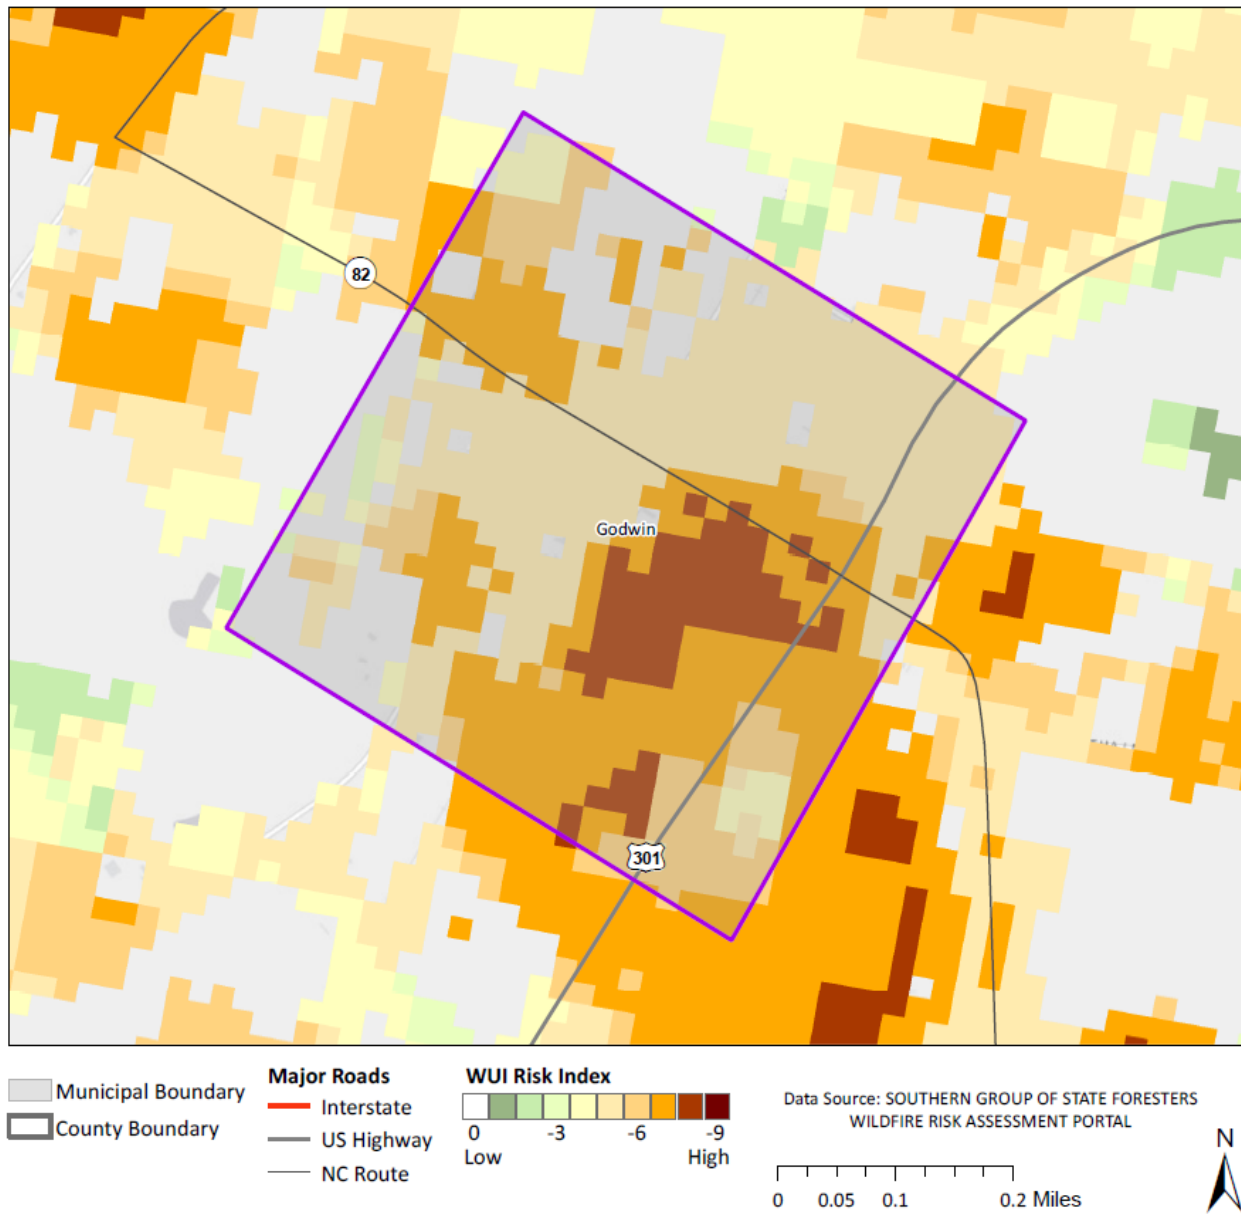 82
Godwin
301
Municipal Boundary
County Boundary
Major Roads
Interstate
US Highway
NC Route
WUI Risk Index
0 -3 -6 -9
Low High
Data Source: SOUTHERN GROUP OF STATE FORESTERS
WILDFIRE RISK ASSESSMENT PORTAL
0 0.05 0.1 0.2 Miles
N